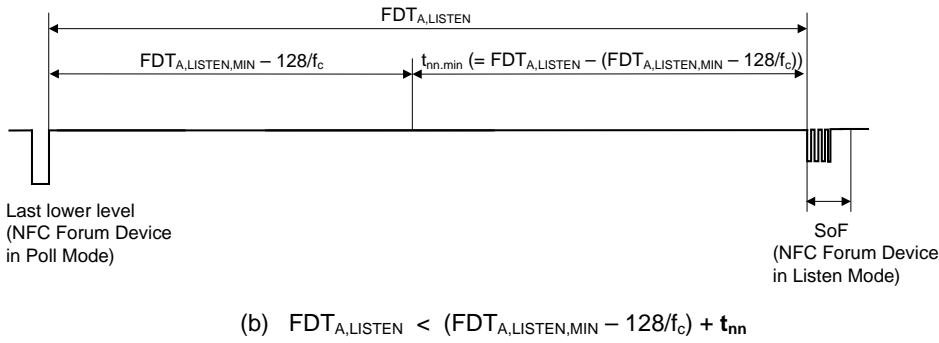 FDTA,LISTEN
FDTA,LISTEN,MIN – 128/fc
tnn.min (= FDTA,LISTEN – (FDTA,LISTEN,MIN – 128/fc))
Last lower level
(NFC Forum Device
in Poll Mode)
SoF
(NFC Forum Device
in Listen Mode)
(b) FDTA,LISTEN < (FDTA,LISTEN,MIN – 128/fc) + tnn